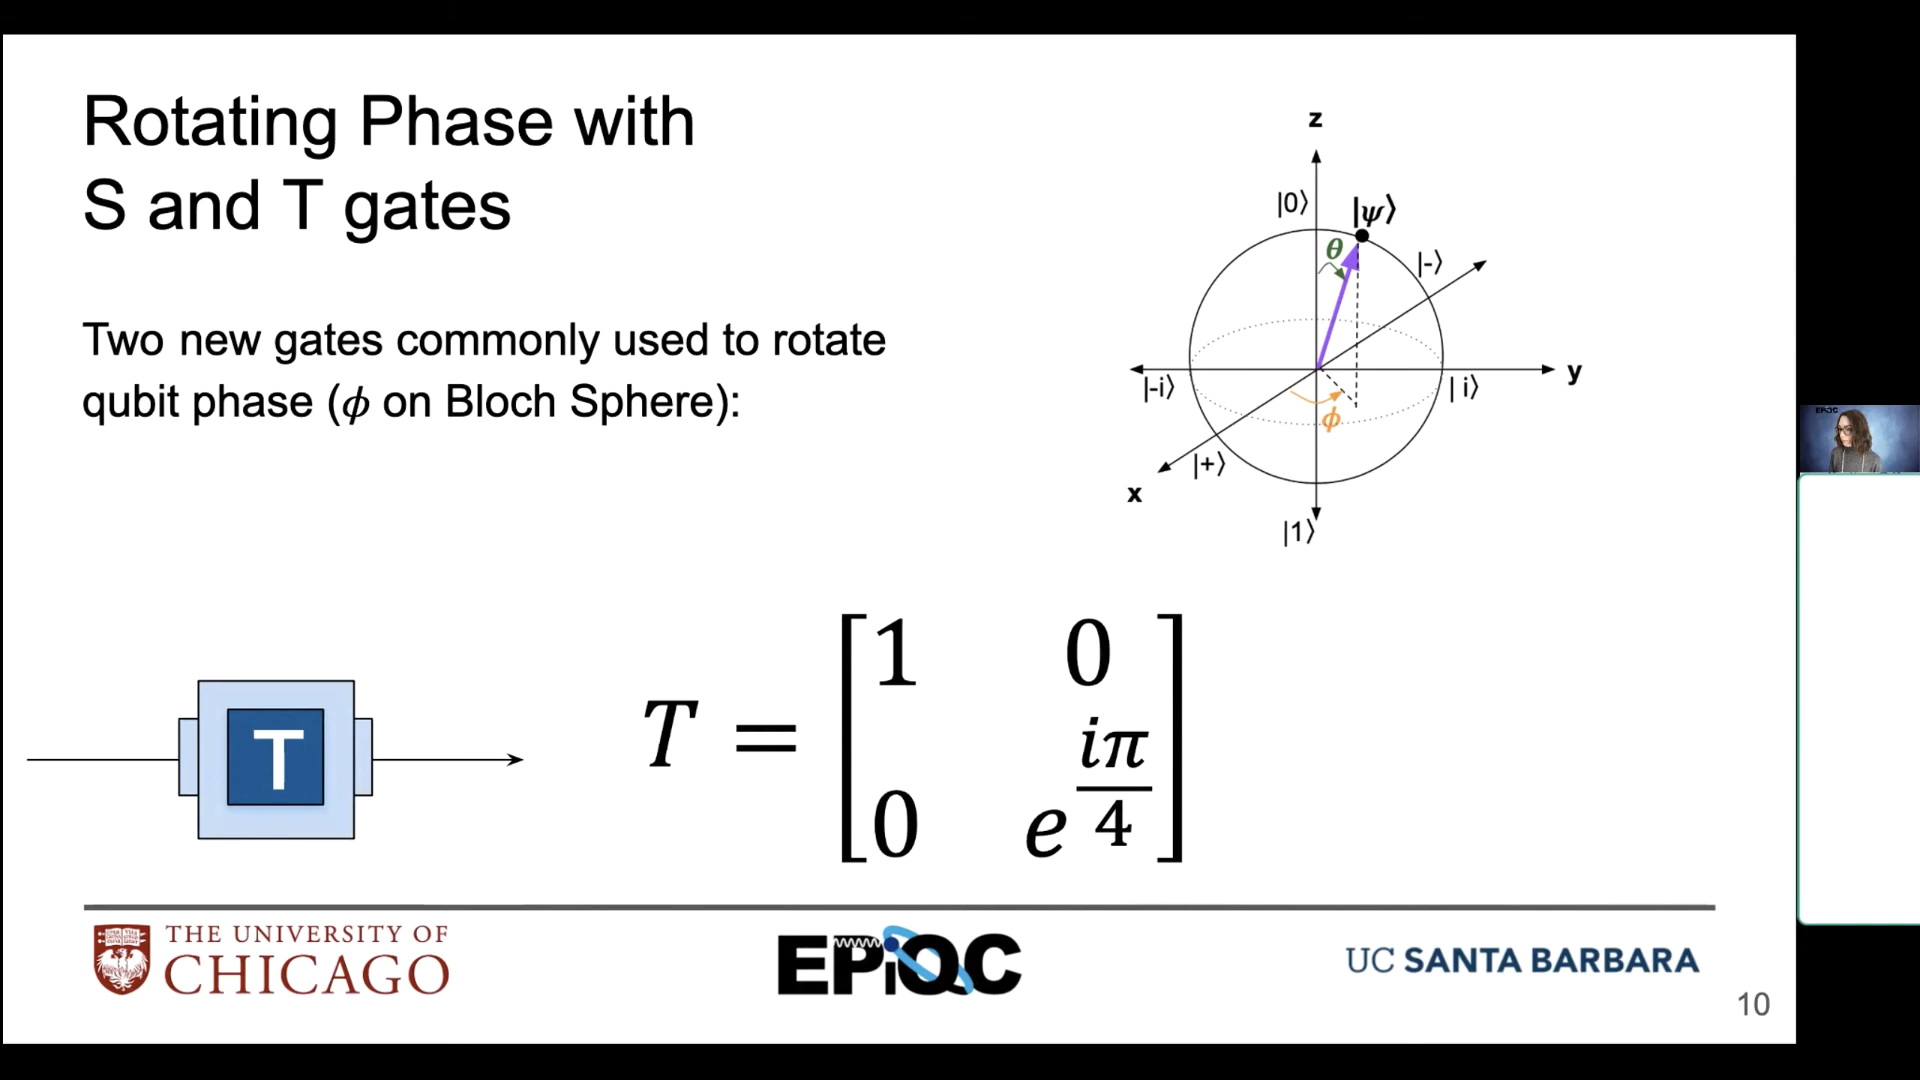 Rotating Phase with
S and T gates
Two new gates commonly used to rotate
qubit phase (ϕ on Bloch Sphere):
z
|0⟩
|ψ⟩
θ
|-⟩
y
|-i⟩
| i⟩
ϕ
|+⟩
x
|1⟩
T
T = [1 0
0 e^{iπ/4}]
THE UNIVERSITY OF
CHICAGO
EPiQC
UC SANTA BARBARA
10
EPiQC